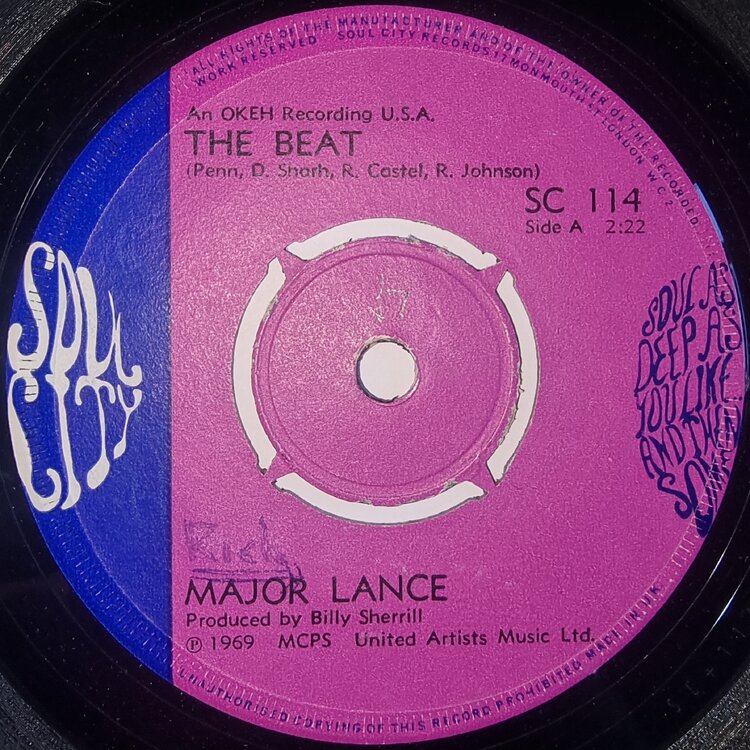 ALL RIGHTS OF THE MANUFACTURER AND OF THE OWNER OF THE RECORDED
WORK RESERVED SOUL CITY RECORDS 17 MONMOUTH ST LONDON W.C.2
An OKEH Recording U.S.A.
THE BEAT
(Penn, D. Sharh, R. Castel, R. Johnson)
SC 114
Side A 2:22
SOUL
CITY
SOUL AS
DEEP AS
YOU LIKE
AND THEN
MAJOR LANCE
Produced by Billy Sherrill
℗ 1969 MCPS United Artists Music Ltd.
UNAUTHORISED COPYING OF THIS RECORD PROHIBITED MADE IN U.K.